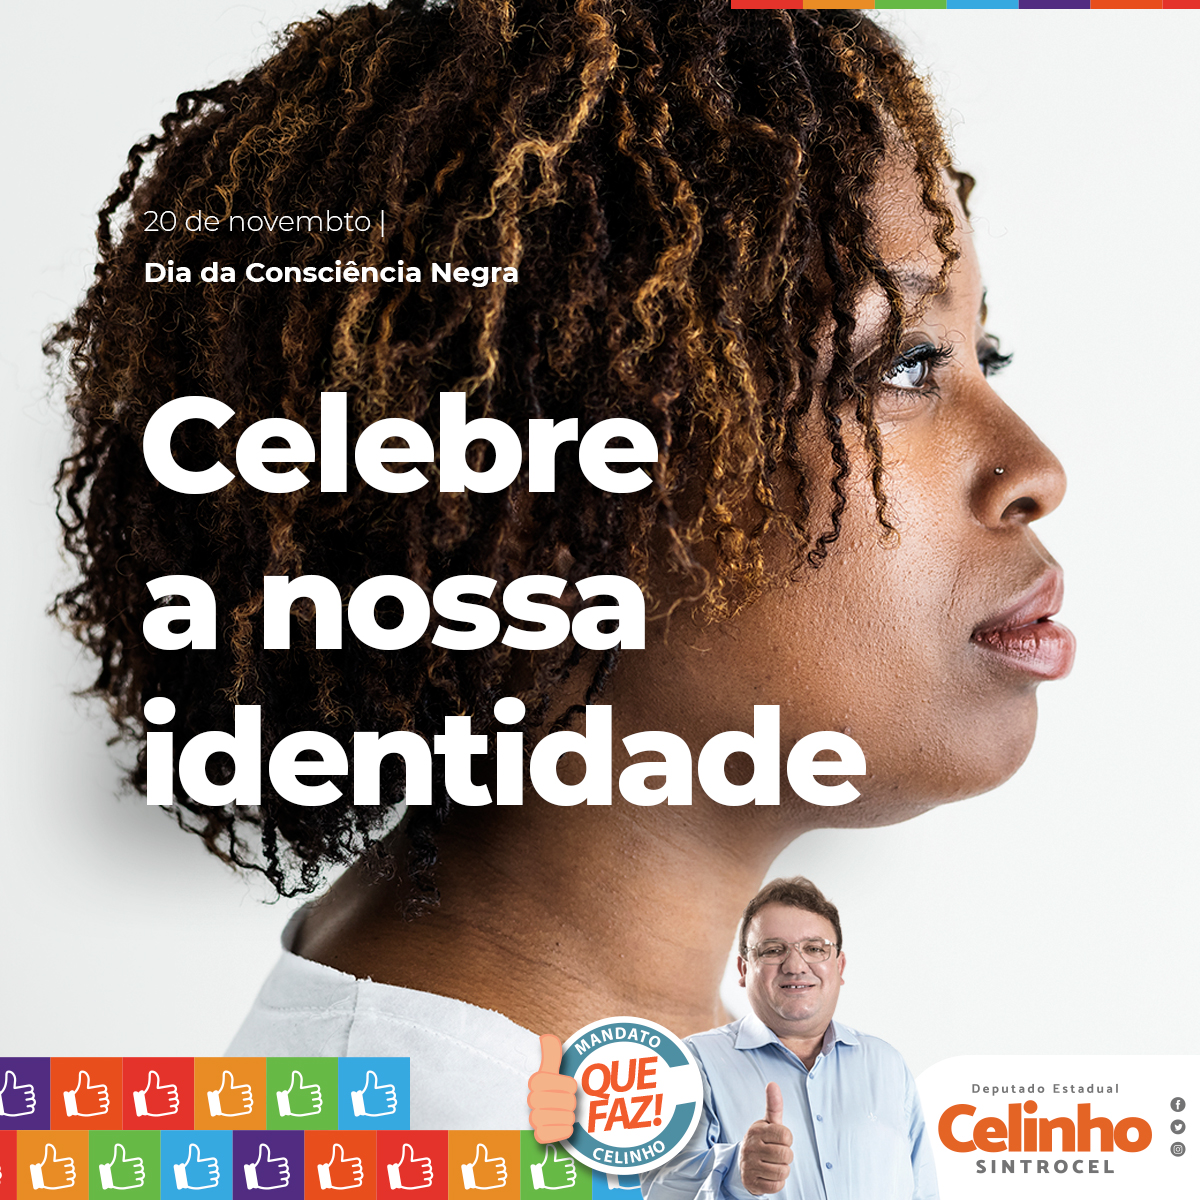 20 de novembto |
Dia da Consciência Negra
Celebre
a nossa
identidade
MANDATO
QUE
FAZ!
CELINHO
Deputado Estadual
Celinho
SINTROCEL